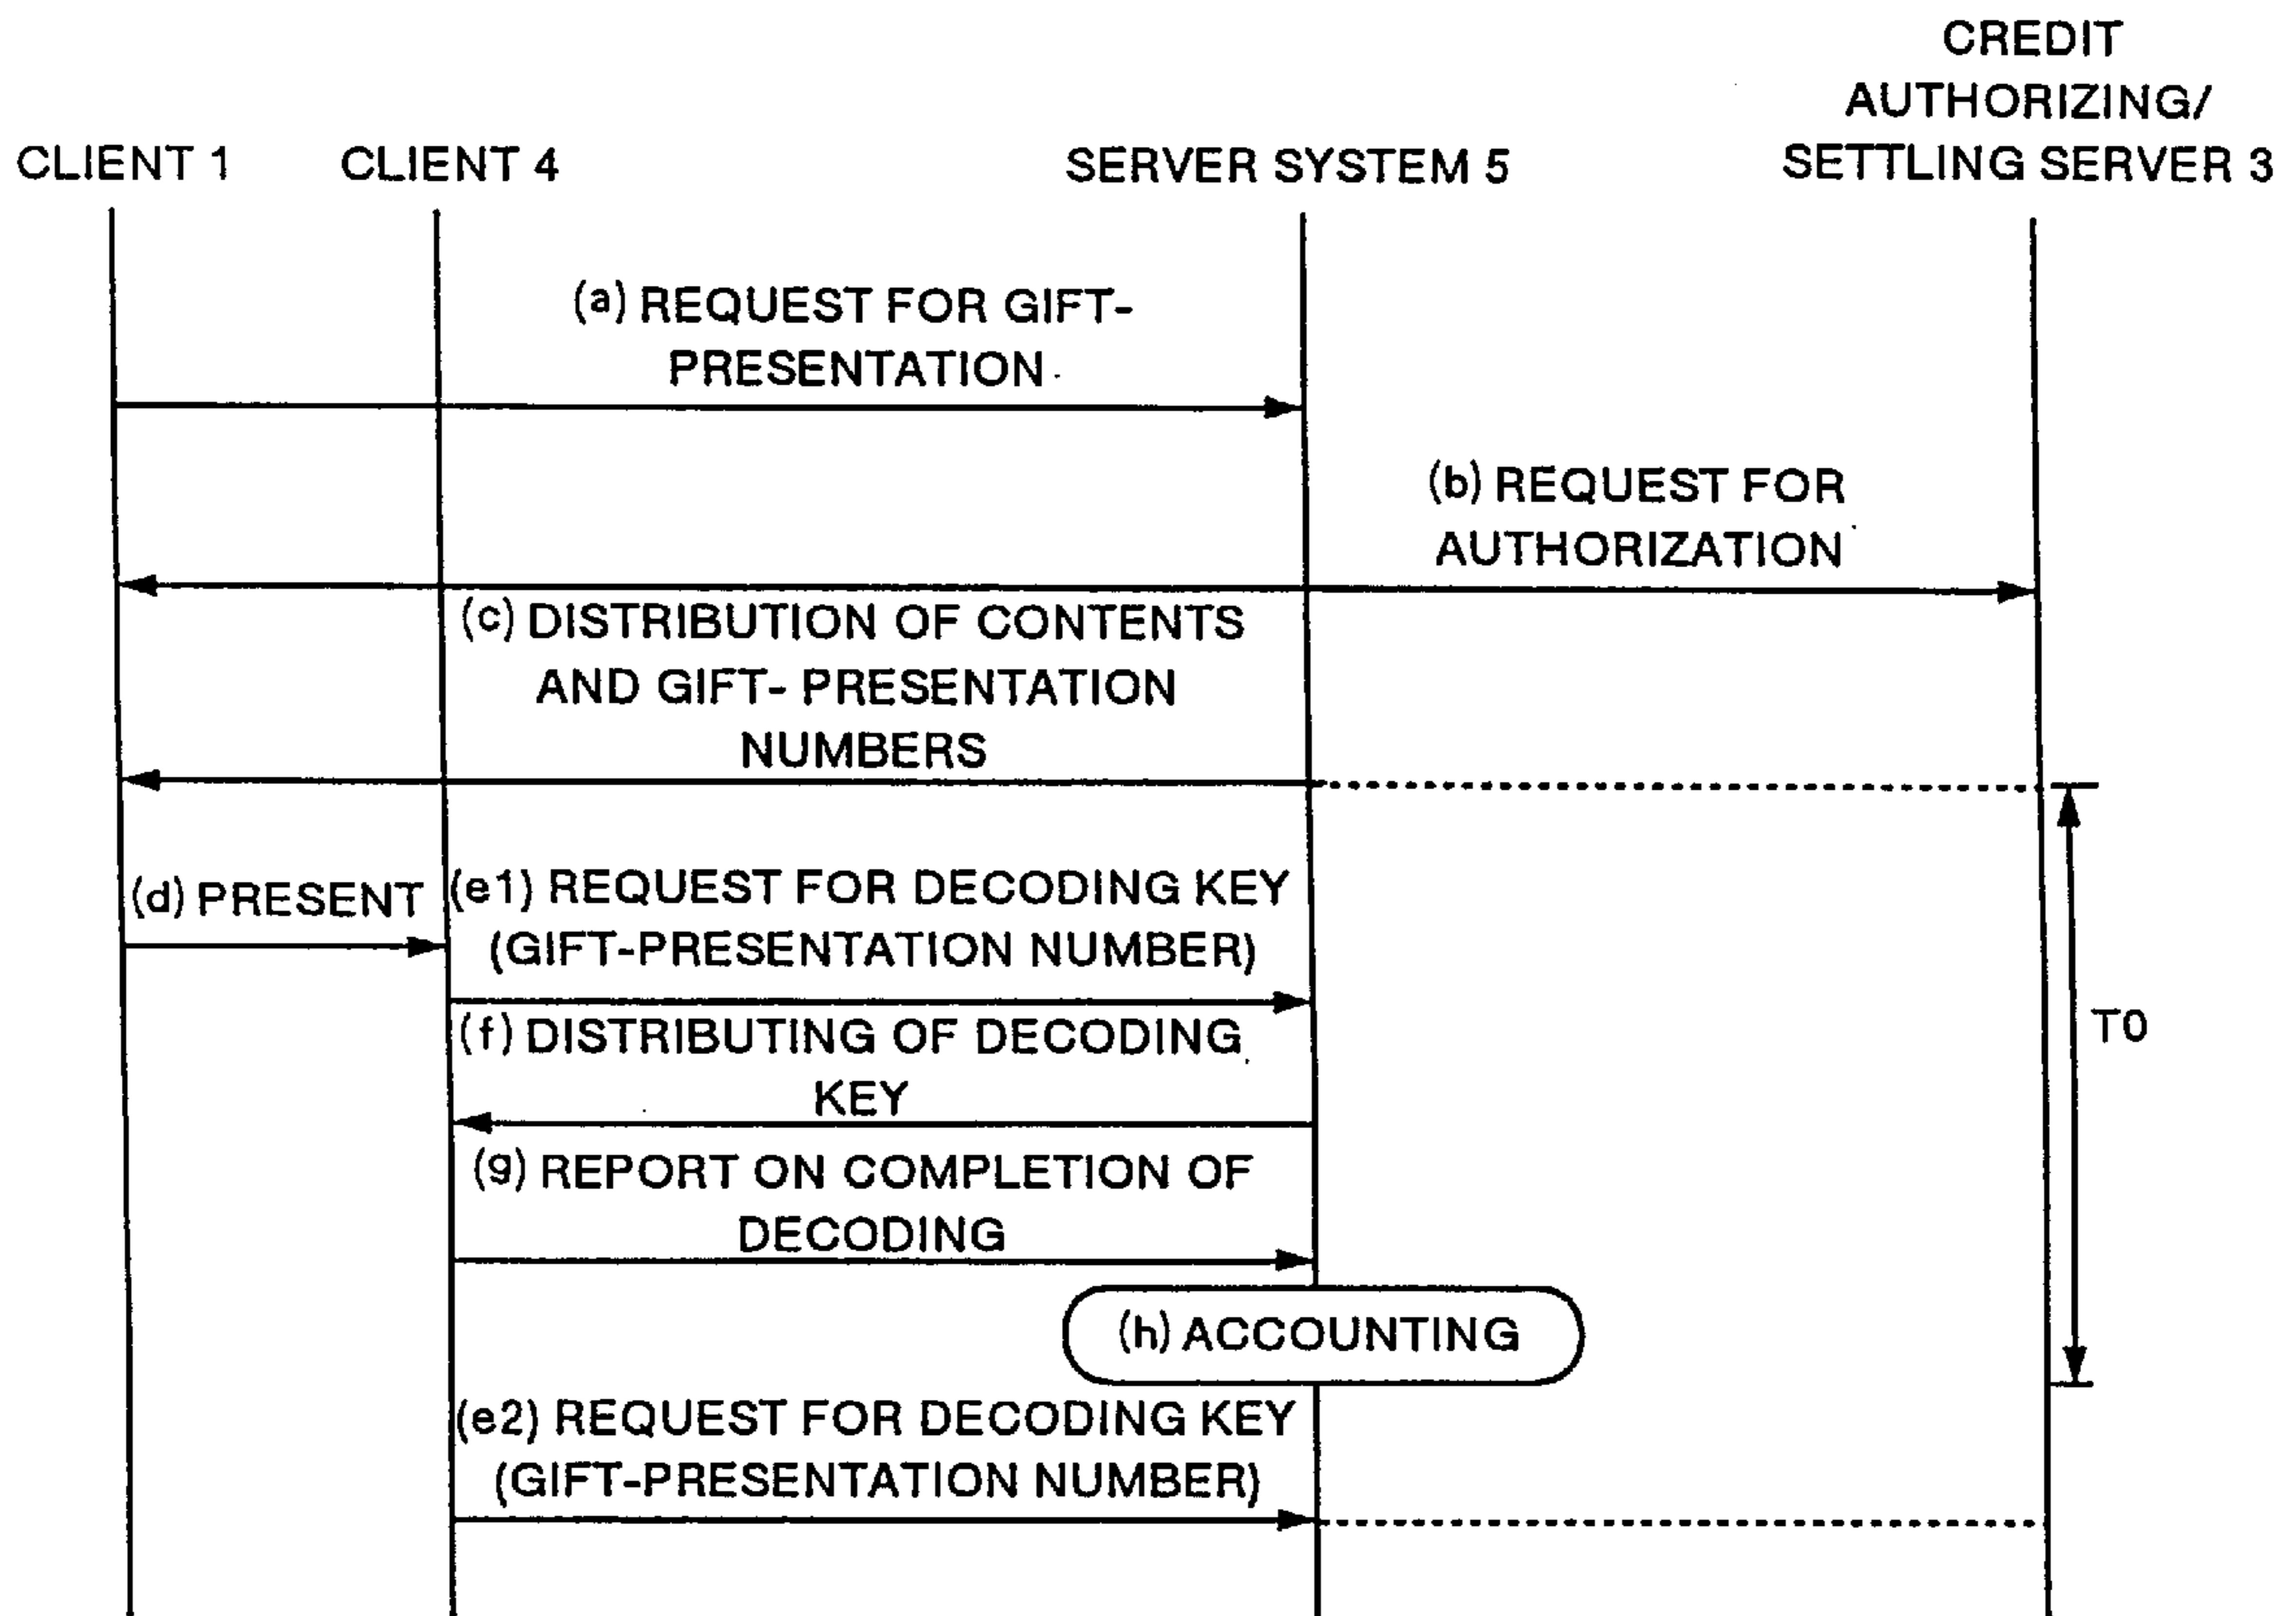 CREDIT
AUTHORIZING/
SETTLING SERVER 3
CLIENT 1
CLIENT 4
SERVER SYSTEM 5
(a) REQUEST FOR GIFT-
PRESENTATION
(b) REQUEST FOR
AUTHORIZATION
(c) DISTRIBUTION OF CONTENTS
AND GIFT- PRESENTATION
NUMBERS
(d) PRESENT
(e1) REQUEST FOR DECODING KEY
(GIFT-PRESENTATION NUMBER)
T0
(f) DISTRIBUTING OF DECODING
KEY
(g) REPORT ON COMPLETION OF
DECODING
(h) ACCOUNTING
(e2) REQUEST FOR DECODING KEY
(GIFT-PRESENTATION NUMBER)